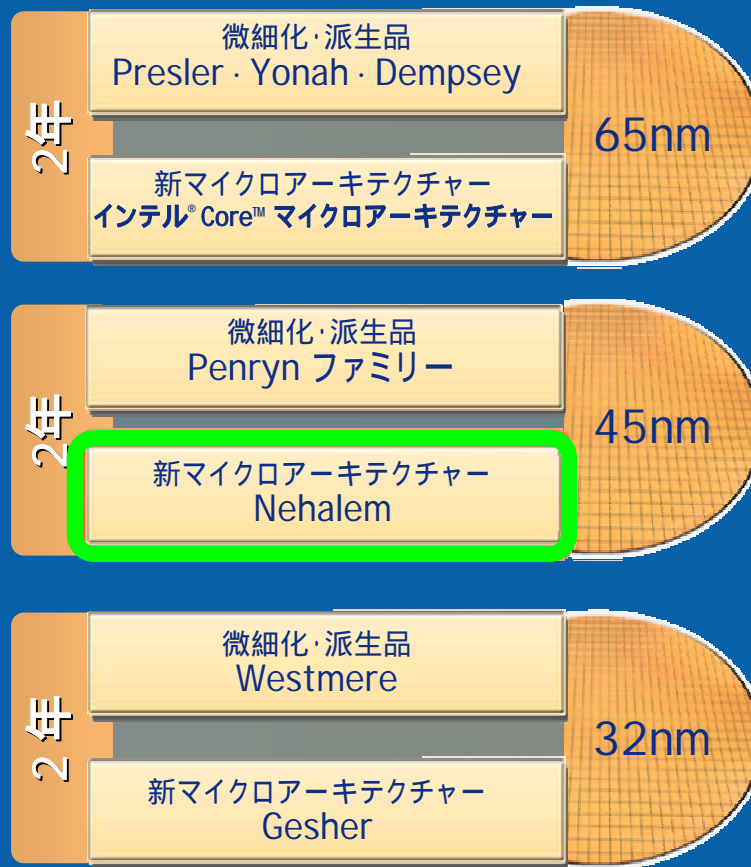 2年
微細化·派生品
Presler · Yonah · Dempsey
新マイクロアーキテクチャー
インテル® Core™ マイクロアーキテクチャー
65nm
2年
微細化·派生品
Penryn ファミリー
新マイクロアーキテクチャー
Nehalem
45nm
2年
微細化·派生品
Westmere
新マイクロアーキテクチャー
Gesher
32nm